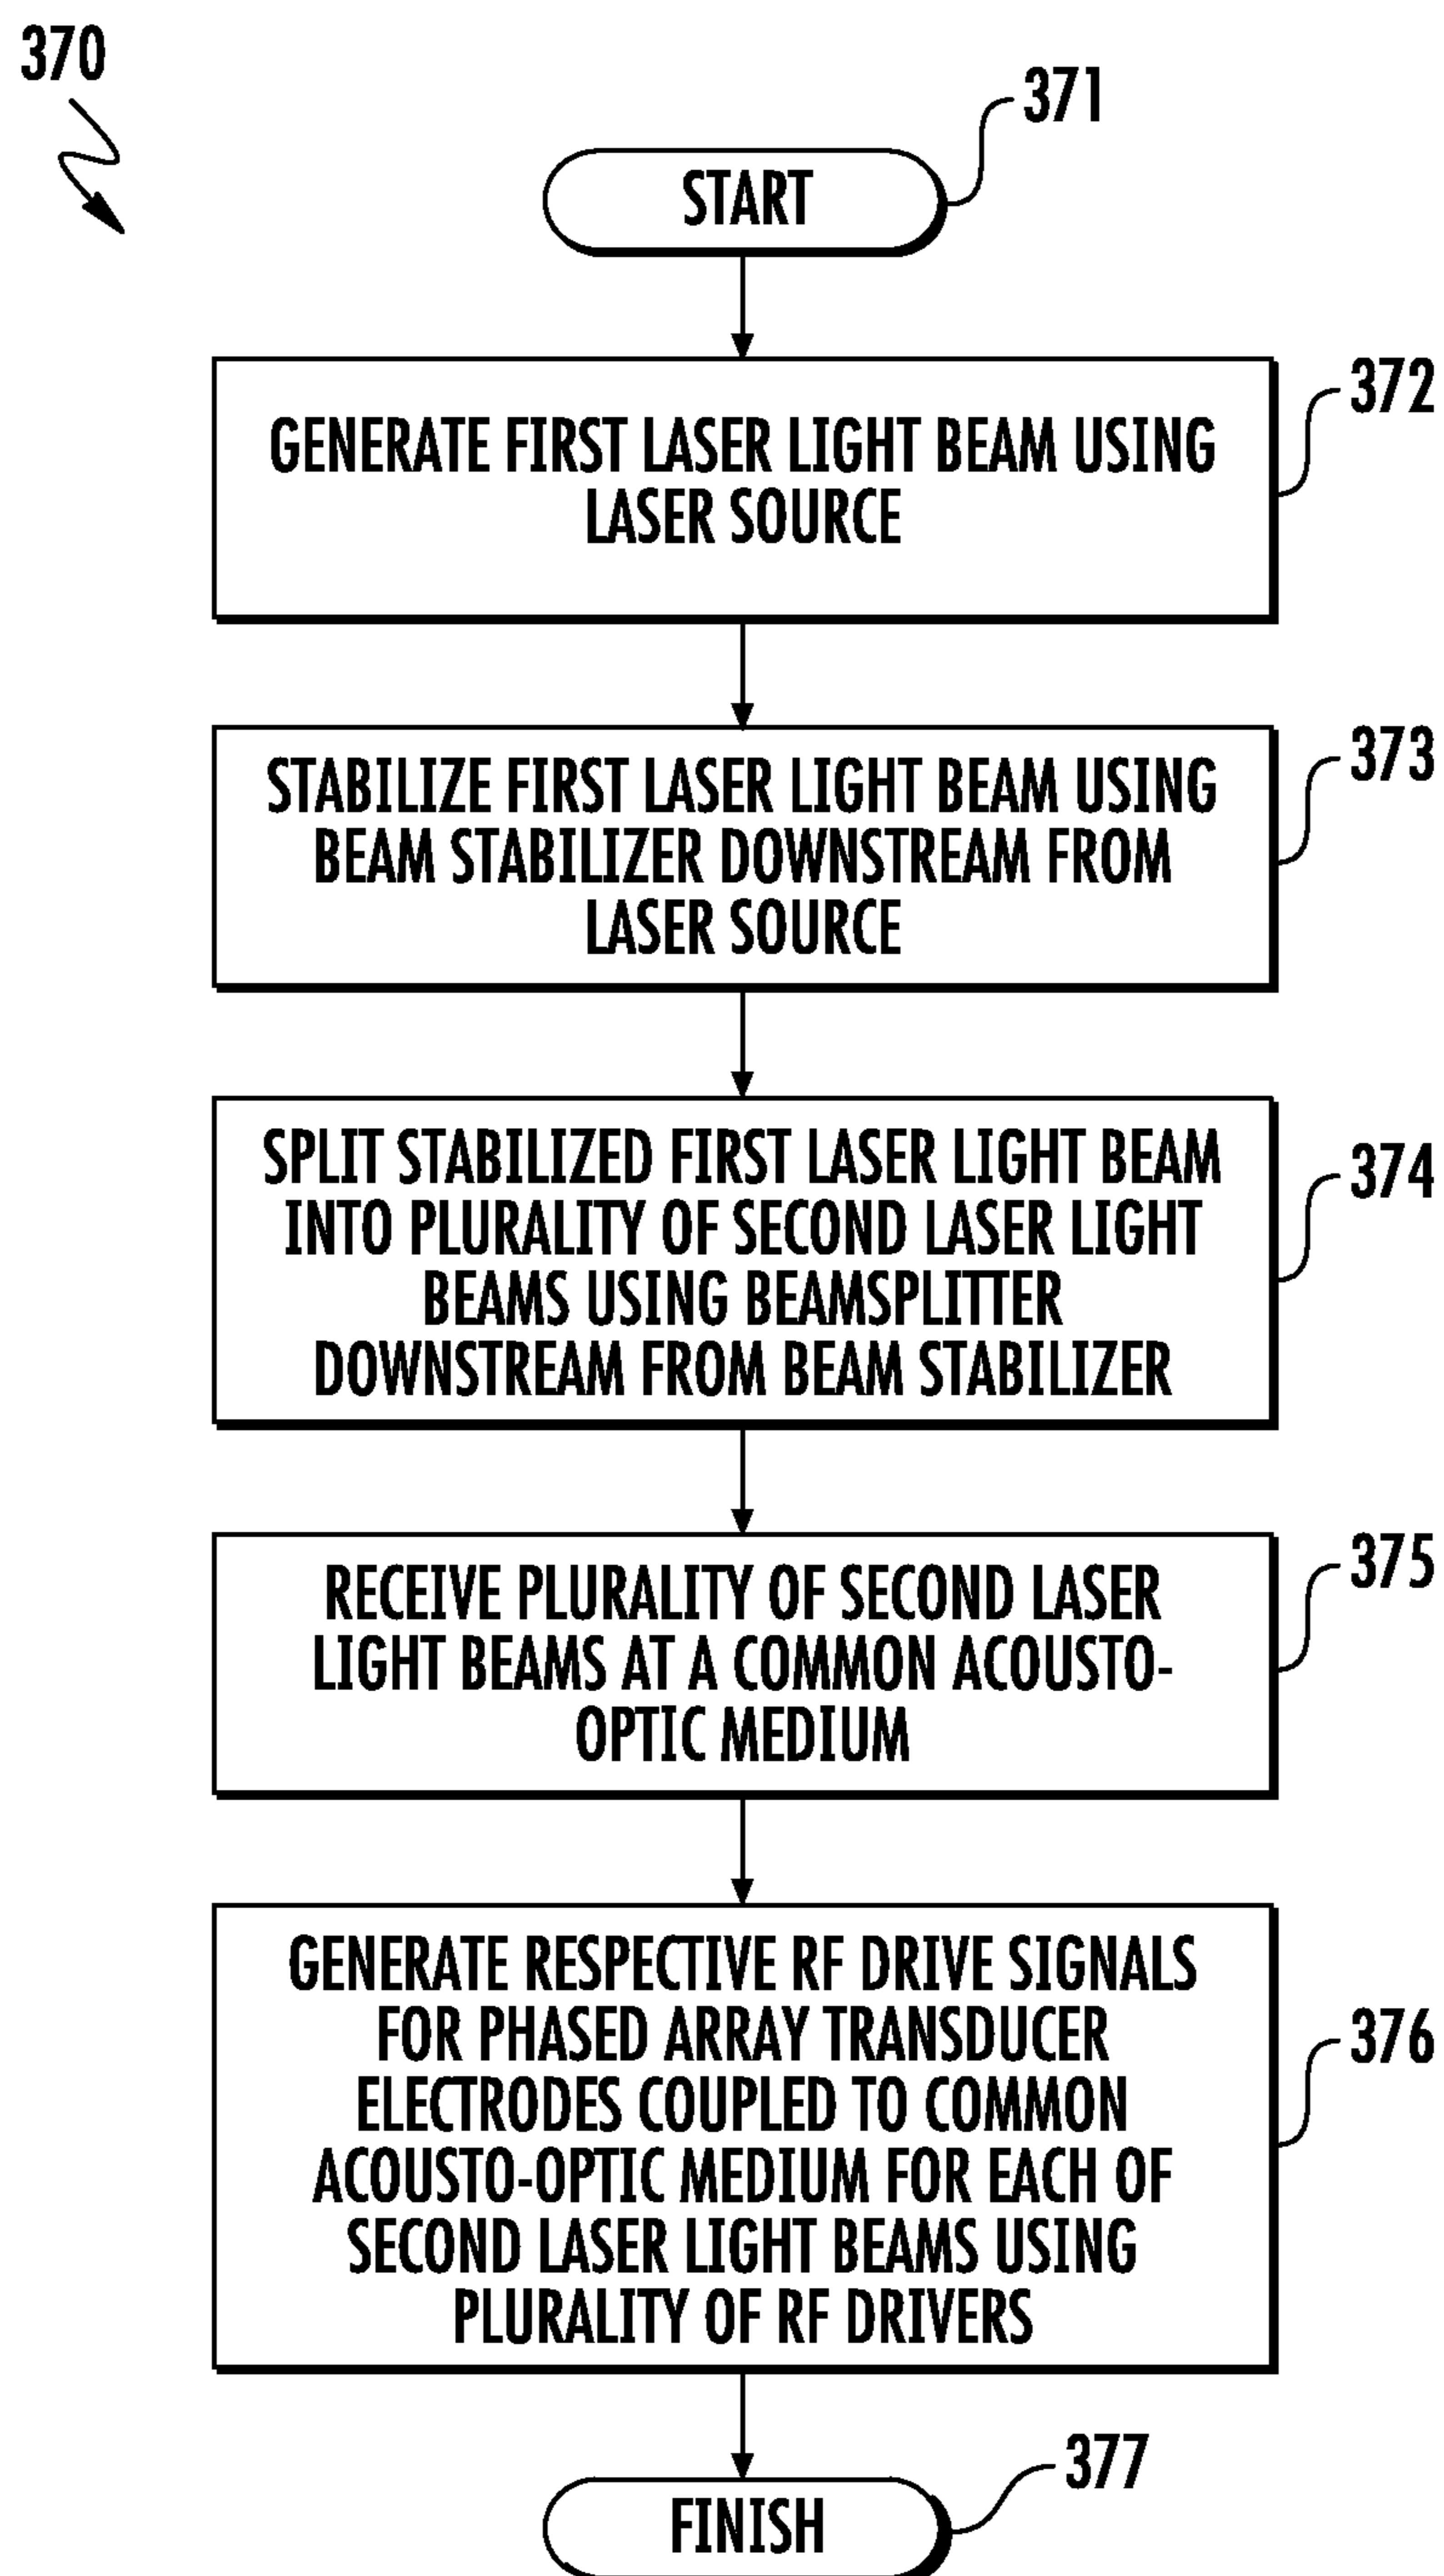 370
371
START
372
GENERATE FIRST LASER LIGHT BEAM USING
LASER SOURCE
373
STABILIZE FIRST LASER LIGHT BEAM USING
BEAM STABILIZER DOWNSTREAM FROM
LASER SOURCE
374
SPLIT STABILIZED FIRST LASER LIGHT BEAM
INTO PLURALITY OF SECOND LASER LIGHT
BEAMS USING BEAMSPLITTER
DOWNSTREAM FROM BEAM STABILIZER
375
RECEIVE PLURALITY OF SECOND LASER
LIGHT BEAMS AT A COMMON ACOUSTO-
OPTIC MEDIUM
376
GENERATE RESPECTIVE RF DRIVE SIGNALS
FOR PHASED ARRAY TRANSDUCER
ELECTRODES COUPLED TO COMMON
ACOUSTO-OPTIC MEDIUM FOR EACH OF
SECOND LASER LIGHT BEAMS USING
PLURALITY OF RF DRIVERS
377
FINISH